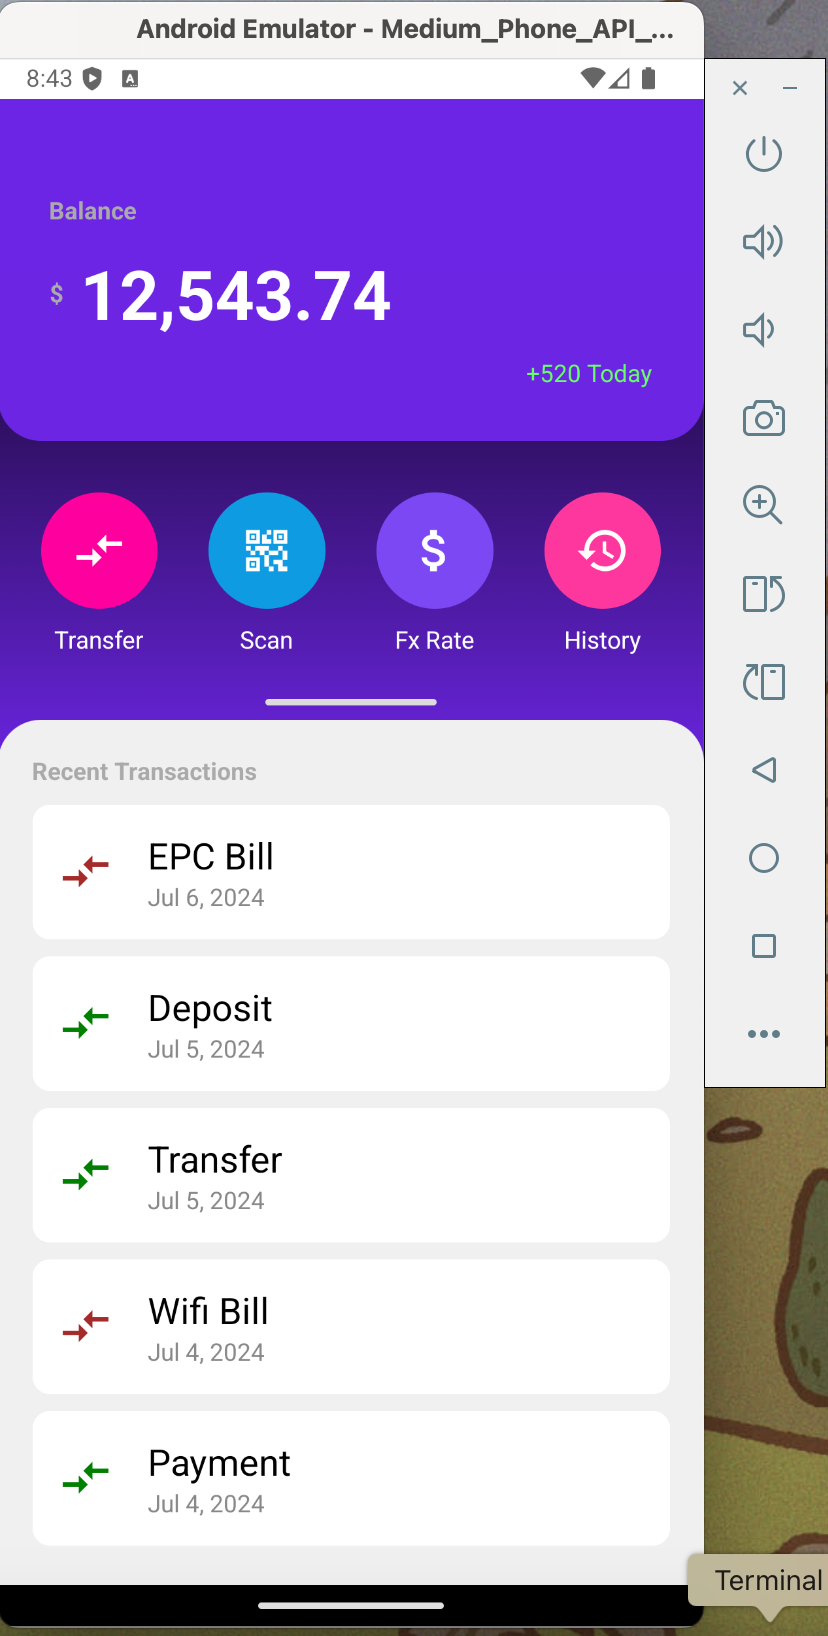 Android Emulator - Medium_Phone_API_...
8:43 A
Balance
$ 12,543.74
+520 Today
$
Transfer Scan Fx Rate History
Recent Transactions
EPC Bill
Jul 6, 2024
Deposit
Jul 5, 2024
Transfer
Jul 5, 2024
Wifi Bill
Jul 4, 2024
Payment
Jul 4, 2024
Terminal